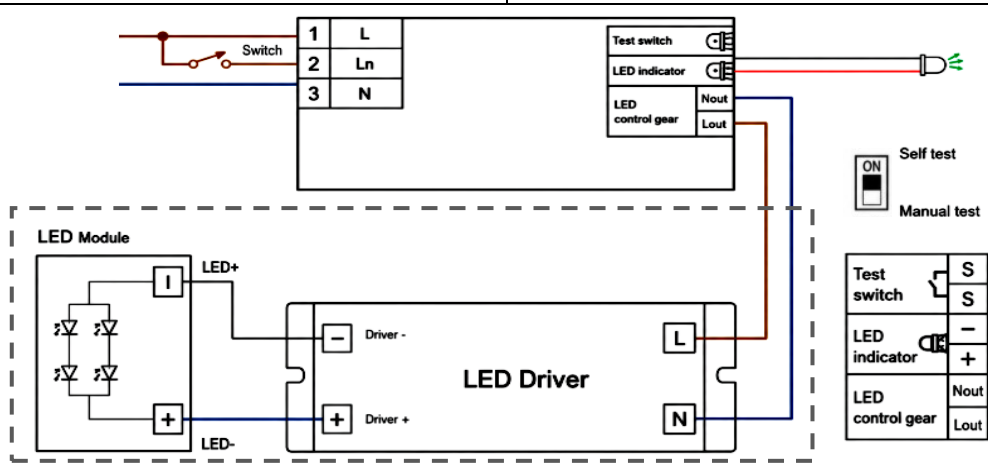 1 L
2 Ln
3 N
Switch
Test switch
LED indicator
LED
control gear
Nout
Lout
ON
Self test
Manual test
LED Module
I
LED+
+
LED-
− Driver -
+ Driver +
LED Driver
L
N
Test
switch
S
S
LED
indicator
−
+
LED
control gear
Nout
Lout